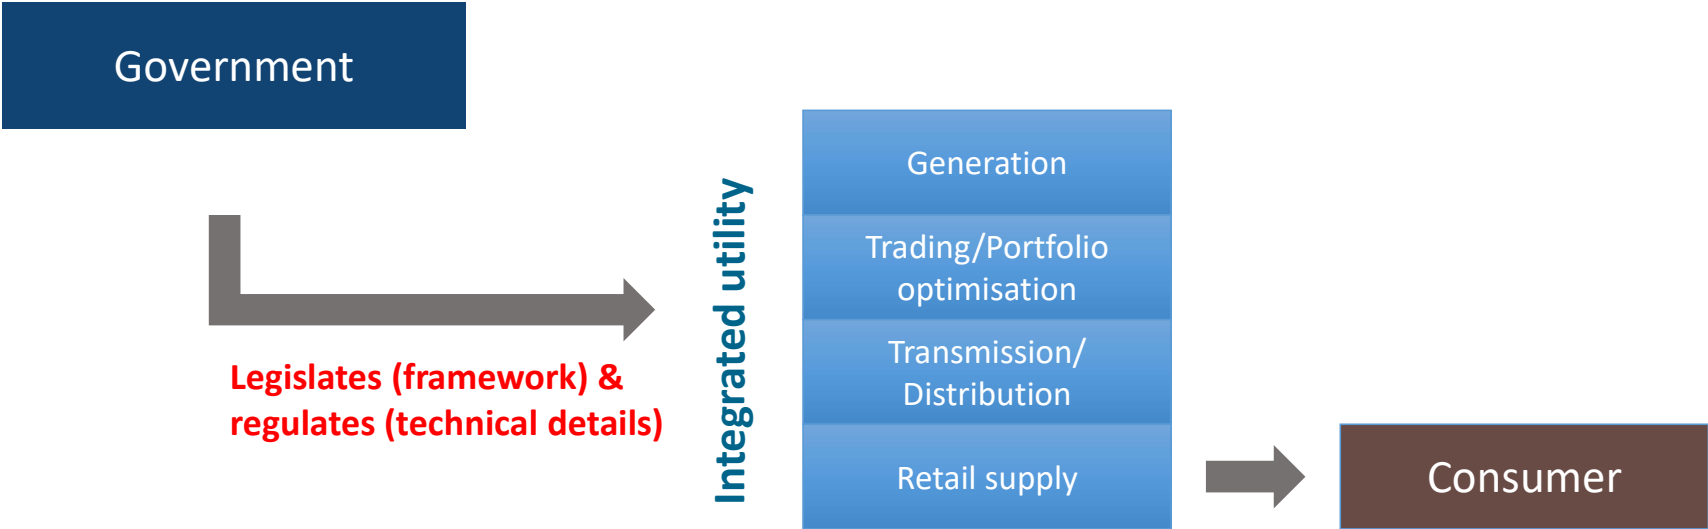 Government
Generation
Trading/Portfolio
optimisation
Transmission/
Distribution
Retail supply
Integrated utility
Legislates (framework) &
regulates (technical details)
Consumer